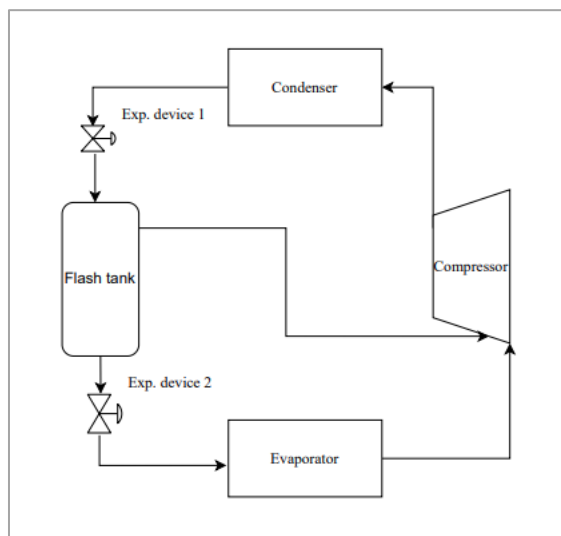 Condenser
Exp. device 1
Flash tank
Compressor
Exp. device 2
Evaporator